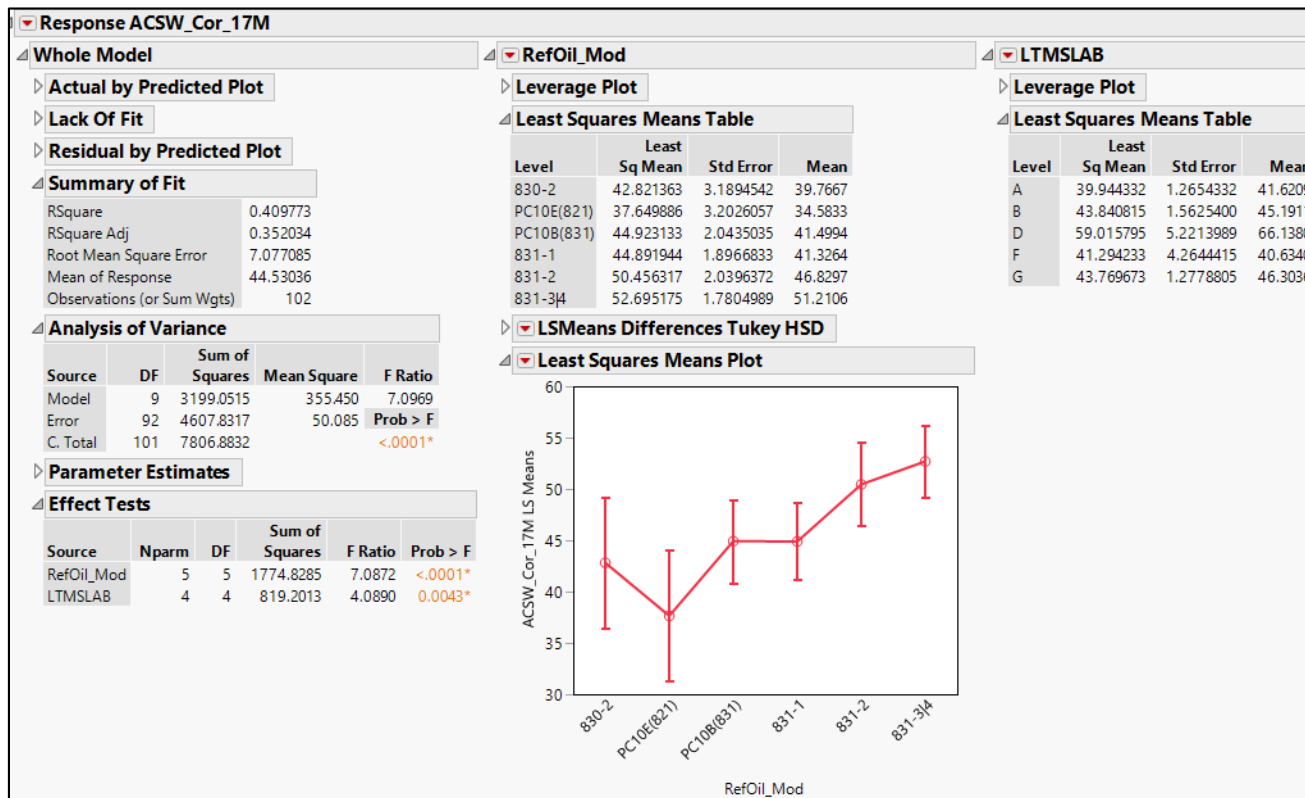 Response ACSW_Cor_17M
Whole Model
Actual by Predicted Plot
Lack Of Fit
Residual by Predicted Plot
Summary of Fit
RSquare 0.409773
RSquare Adj 0.352034
Root Mean Square Error 7.077085
Mean of Response 44.53036
Observations (or Sum Wgts) 102
Analysis of Variance
Sum of
Source DF Squares Mean Square F Ratio
Model 9 3199.0515 355.450 7.0969
Error 92 4607.8317 50.085 Prob > F
C. Total 101 7806.8832 <.0001*
Parameter Estimates
Effect Tests
Sum of
Source Nparm DF Squares F Ratio Prob > F
RefOil_Mod 5 5 1774.8285 7.0872 <.0001*
LTMSLAB 4 4 819.2013 4.0890 0.0043*
RefOil_Mod
Leverage Plot
Least Squares Means Table
Least
Level Sq Mean Std Error Mean
830-2 42.821363 3.1894542 39.7667
PC10E(821) 37.649886 3.2026057 34.5833
PC10B(831) 44.923133 2.0435035 41.4994
831-1 44.891944 1.8966833 41.3264
831-2 50.456317 2.0396372 46.8297
831-3|4 52.695175 1.7804989 51.2106
LSMeans Differences Tukey HSD
Least Squares Means Plot
ACSW_Cor_17M LS Means
60
55
50
45
40
35
30
830-2
PC10E(821)
PC10B(831)
831-1
831-2
831-3|4
RefOil_Mod
LTMSLAB
Leverage Plot
Least Squares Means Table
Least
Level Sq Mean Std Error Mean
A 39.944332 1.2654332 41.6209
B 43.840815 1.5625400
D 59.015795 5.2213989
F 41.294233 4.2644415
G 43.769673 1.2778805